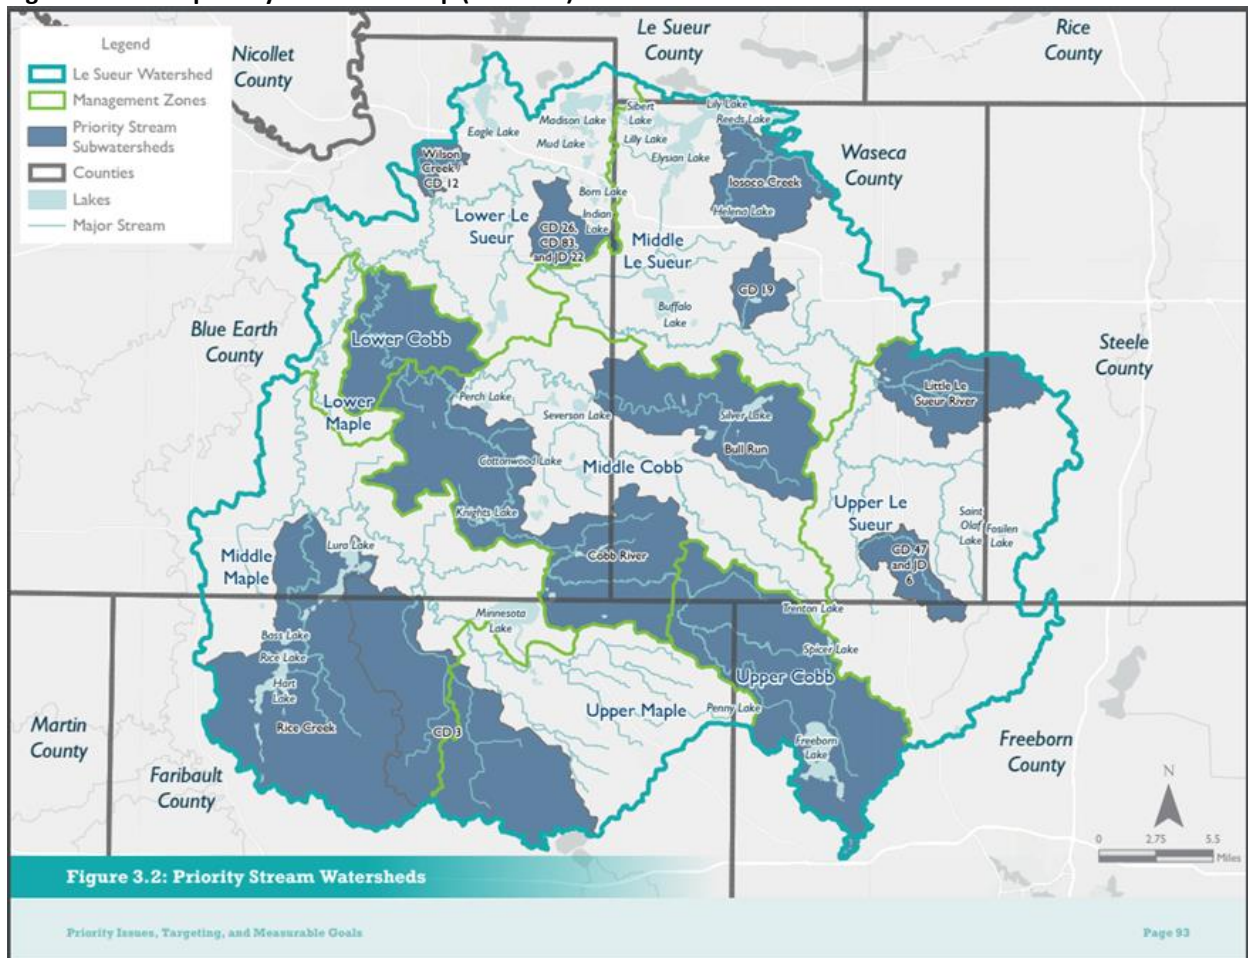 Legend
Le Sueur Watershed
Management Zones
Priority Stream
Subwatersheds
Counties
Lakes
Major Stream
Nicollet
County
Le Sueur
County
Rice
County
Waseca
County
Steele
County
Blue Earth
County
Martin
County
Faribault
County
Freeborn
County
Eagle Lake
Madison Lake
Mud Lake
Sibert
Lake
Lilly Lake
Elysian Lake
Lily Lake
Reeds Lake
Wilson
Creek /
CD 12
Lower Le
Sueur
CD 26,
CD 83,
and JD 22
Born Lake
Indian
Lake
Middle
Le Sueur
Iosoco Creek
Helena Lake
CD 19
Buffalo
Lake
Lower Cobb
Lower
Maple
Perch Lake
Severson Lake
Silver Lake
Bull Run
Little Le
Sueur River
Cottonwood Lake
Middle Cobb
Knights Lake
Upper Le
Sueur
Saint
Olaf
Lake
Fosilen
Lake
CD 47
and JD
6
Middle
Maple
Lura Lake
Cobb River
Minnesota
Lake
Trenton Lake
Spicer Lake
Bass Lake
Rice Lake
Hart
Lake
Rice Creek
CD 3
Upper Maple
Upper Cobb
Penny Lake
Freeborn
Lake
N
0 2.75 5.5
Miles
Figure 3.2: Priority Stream Watersheds
Priority Issues, Targeting, and Measurable Goals
Page 93